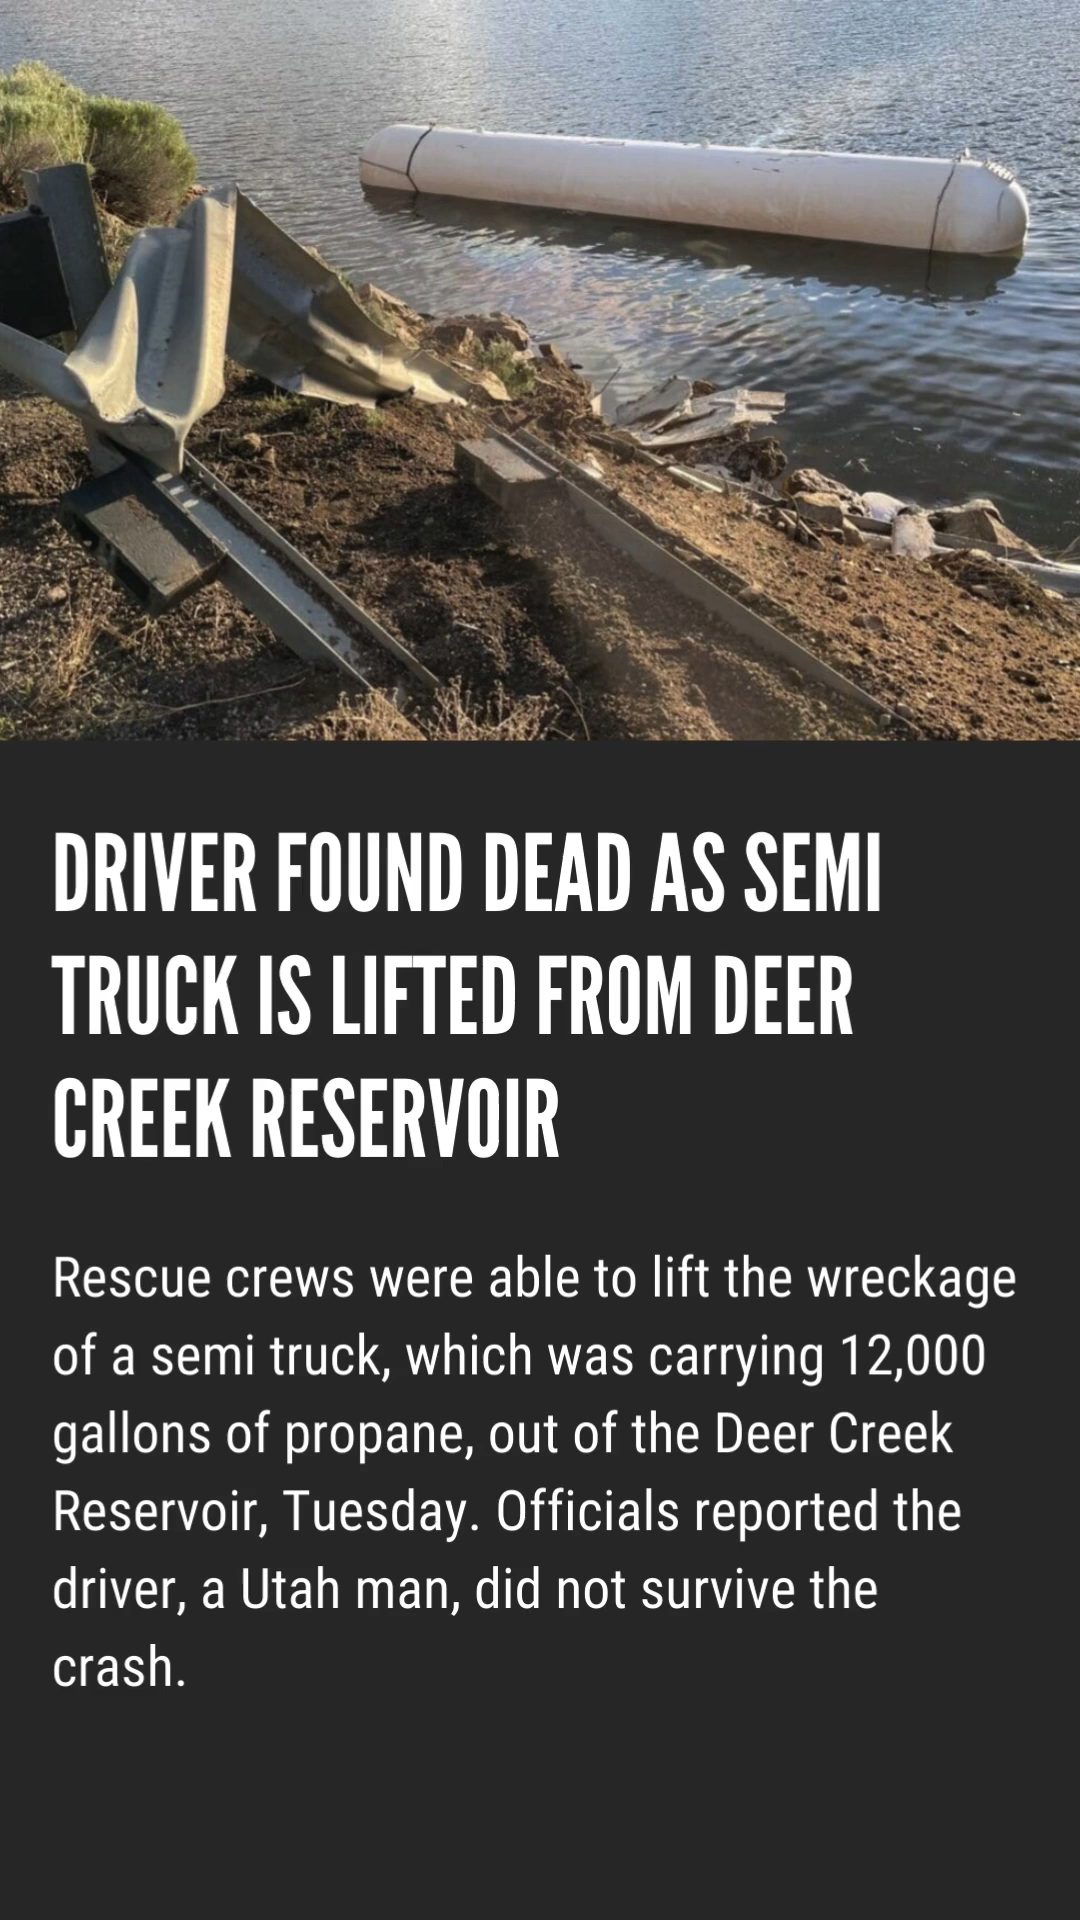 DRIVER FOUND DEAD AS SEMI
TRUCK IS LIFTED FROM DEER
CREEK RESERVOIR
Rescue crews were able to lift the wreckage
of a semi truck, which was carrying 12,000
gallons of propane, out of the Deer Creek
Reservoir, Tuesday. Officials reported the
driver, a Utah man, did not survive the
crash.